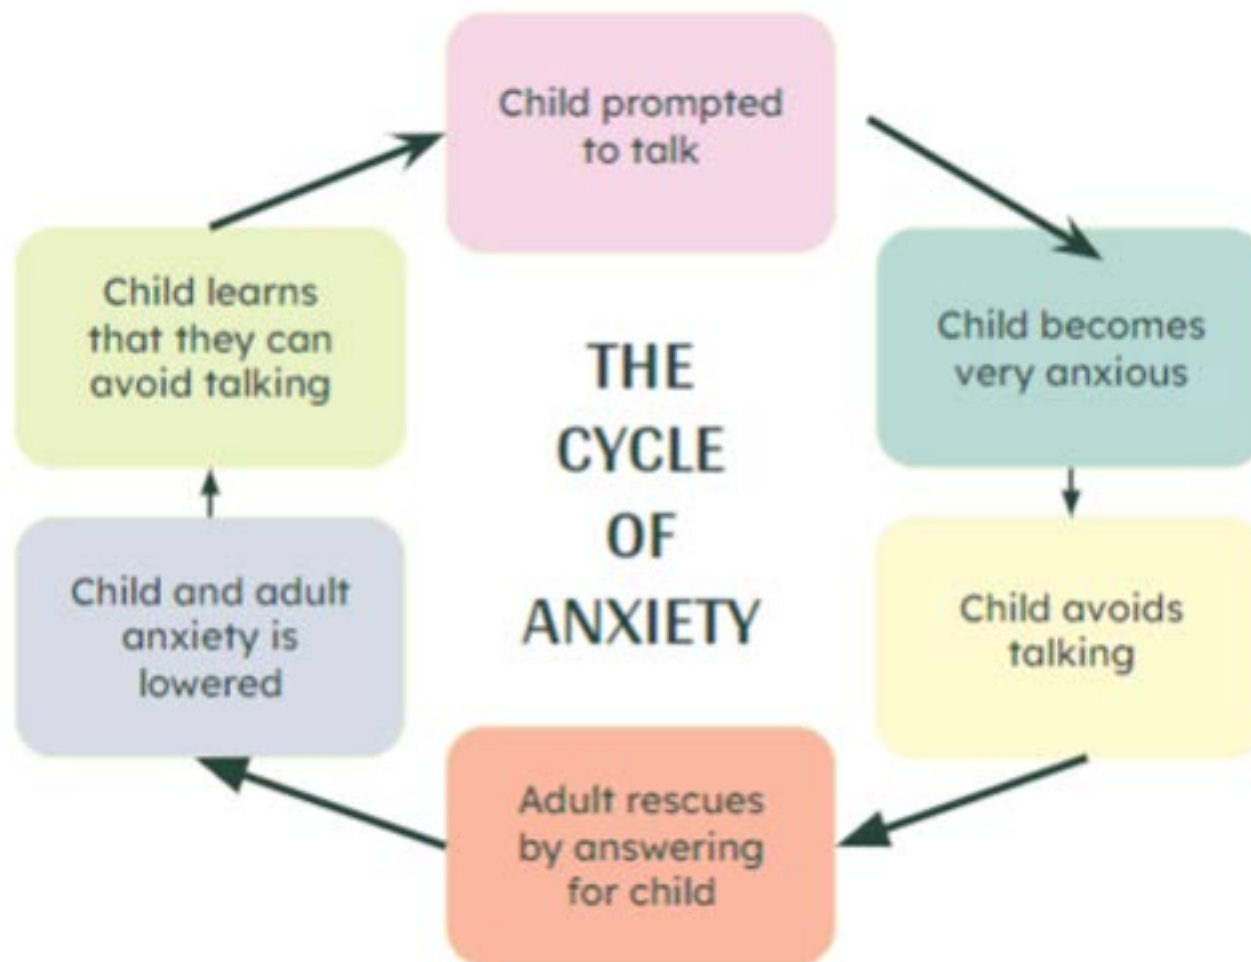 Child prompted
to talk
Child becomes
very anxious
Child avoids
talking
Adult rescues
by answering
for child
Child and adult
anxiety is
lowered
Child learns
that they can
avoid talking
THE
CYCLE
OF
ANXIETY